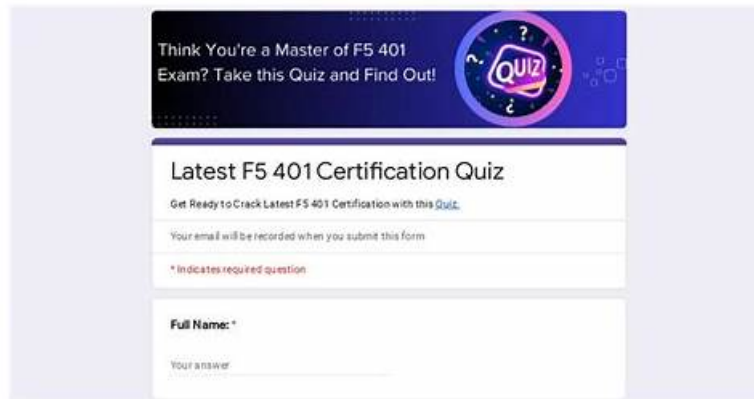 Think You're a Master of F5 401
Exam? Take this Quiz and Find Out!
QUIZ
Latest F5 401 Certification Quiz
Get Ready to Crack Latest F5 401 Certification with this Quiz.
Your email will be recorded when you submit this form
* Indicates required question
Full Name: *
Your answer